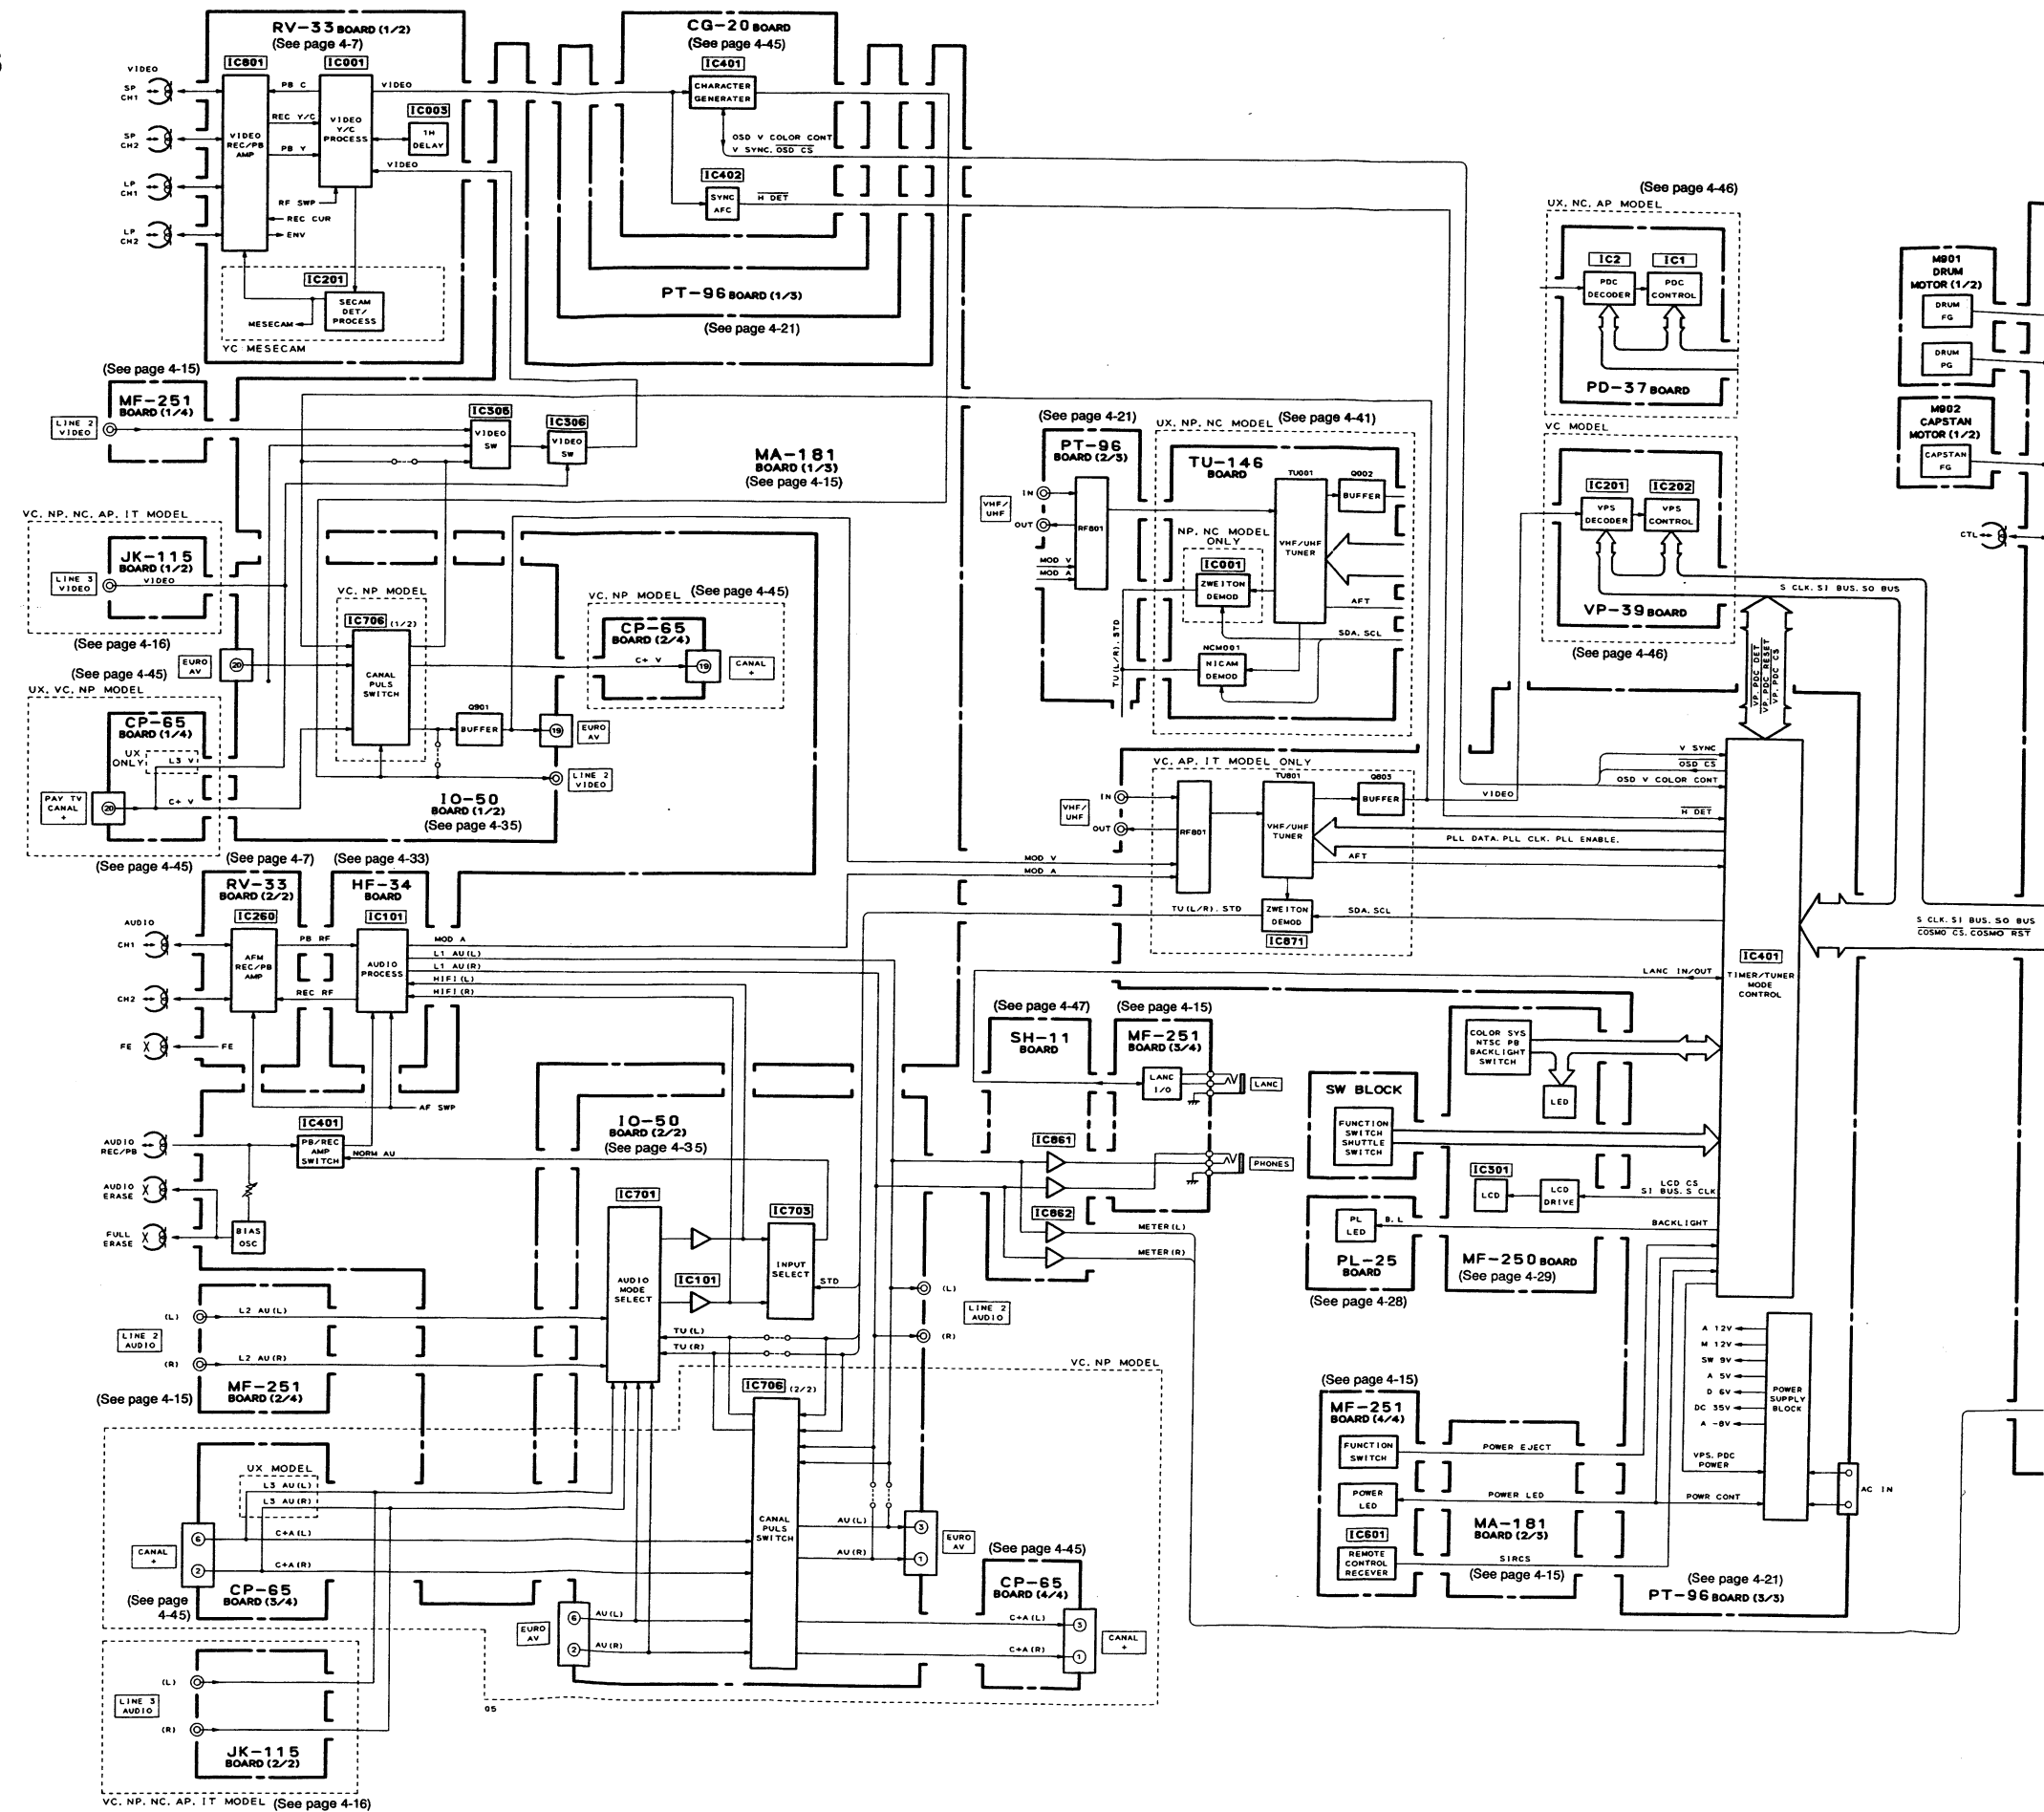 RV-33 BOARD (1/2)
(See page 4-7)
IC801
IC001
VIDEO
SP
CH1
SP
CH2
LP
CH1
LP
CH2
VIDEO
REC/PB
AMP
PB C
REC Y/C
PB Y
VIDEO
Y/C
PROCESS
VIDEO
IC003
1H
DELAY
VIDEO
RF SWP
REC CUR
ENV
IC201
SECAM
DET/
PROCESS
MESECAM
YC MESECAM
CG-20 BOARD
(See page 4-45)
IC401
CHARACTER
GENERATER
OSD V COLOR CONT
V SYNC. OSD CS
IC402
SYNC
AFC
H DET
PT-96 BOARD (1/3)
(See page 4-21)
(See page 4-15)
MF-251
BOARD (1/4)
LINE 2
VIDEO
IC305
VIDEO
SW
IC306
VIDEO
SW
MA-181
BOARD (1/3)
(See page 4-15)
VC. NP. NC. AP. IT MODEL
JK-115
BOARD (1/2)
LINE 3
VIDEO
VIDEO
(See page 4-16)
(See page 4-45)
EURO
AV
20
UX. VC. NP MODEL
CP-65
BOARD (1/4)
UX
ONLY
L3 V
PAY TV
CANAL
+
20
C+ V
(See page 4-45)
VC. NP MODEL
IC706 (1/2)
CANAL
PULS
SWITCH
C+ V
Q901
BUFFER
19
EURO
AV
LINE 2
VIDEO
VC. NP MODEL (See page 4-45)
CP-65
BOARD (2/4)
19
CANAL
+
IO-50
BOARD (1/2)
(See page 4-35)
(See page 4-21)
PT-96
BOARD (2/3)
VHF/
UHF
IN
OUT
RF801
MOD V
MOD A
TU(L/R). STD
UX. NP. NC MODEL (See page 4-41)
TU-146
BOARD
TU001
Q002
BUFFER
NP. NC MODEL
ONLY
IC001
ZWEITON
DEMOD
VHF/UHF
TUNER
AFT
SDA. SCL
NCM001
NICAM
DEMOD
(See page 4-46)
UX. NC. AP MODEL
IC2
IC1
PDC
DECODER
PDC
CONTROL
PD-37 BOARD
VC MODEL
IC201
IC202
VPS
DECODER
VPS
CONTROL
VP-39 BOARD
(See page 4-46)
S CLK. SI BUS. SO BUS
VP. PDC DET
VP. PDC RESET
VP. PDC CS
M901
DRUM
MOTOR (1/2)
DRUM
FG
DRUM
PG
M902
CAPSTAN
MOTOR (1/2)
CAPSTAN
FG
CTL
VC. AP. IT MODEL ONLY
VHF/
UHF
IN
OUT
RF801
TU801
VHF/UHF
TUNER
Q803
BUFFER
VIDEO
V SYNC
OSD CS
OSD V COLOR CONT
H DET
PLL DATA. PLL CLK. PLL ENABLE.
AFT
MOD V
MOD A
TU(L/R). STD
ZWEITON
DEMOD
IC871
SDA. SCL
LANC IN/OUT
IC401
TIMER/TUNER
MODE
CONTROL
S CLK. SI BUS. SO BUS
COSMO CS. COSMO RST
(See page 4-7)
RV-33
BOARD (2/2)
IC260
(See page 4-33)
HF-34
BOARD
IC101
AUDIO
CH1
CH2
FE
FE
AFM
REC/PB
AMP
PB RF
REC RF
AUDIO
PROCESS
MOD A
L1 AU(L)
L1 AU(R)
HIFI(L)
HIFI(R)
AF SWP
IC401
PB/REC
AMP
SWITCH
NORM AU
AUDIO
REC/PB
AUDIO
ERASE
FULL
ERASE
BIAS
OSC
IO-50
BOARD (2/2)
(See page 4-35)
IC701
AUDIO
MODE
SELECT
IC101
IC703
INPUT
SELECT
STD
TU(L)
TU(R)
(L)
(R)
LINE 2
AUDIO
L2 AU(L)
L2 AU(R)
(See page 4-15)
MF-251
BOARD (2/4)
(L)
(R)
LINE 2
AUDIO
VC. NP MODEL
IC706 (2/2)
CANAL
PULS
SWITCH
UX MODEL
L3 AU(L)
L3 AU(R)
C+A(L)
C+A(R)
CANAL
+
6
2
(See page
4-45)
CP-65
BOARD (3/4)
AU(L)
AU(R)
3
1
EURO
AV
EURO
AV
6
2
AU(L)
AU(R)
(See page 4-45)
CP-65
BOARD (4/4)
C+A(L)
C+A(R)
3
1
CANAL
+
05
LINE 3
AUDIO
(L)
(R)
JK-115
BOARD (2/2)
VC. NP. NC. AP. IT MODEL (See page 4-16)
(See page 4-47)
SH-11
BOARD
(See page 4-15)
MF-251
BOARD (3/4)
LANC
I/O
LANC
IC861
PHONES
IC862
METER(L)
METER(R)
COLOR SYS
NTSC PB
BACKLIGHT
SWITCH
LED
SW BLOCK
FUNCTION
SWITCH
SHUTTLE
SWITCH
IC301
LCD
LCD
DRIVE
LCD CS
SI BUS. S CLK
PL
LED
B. L
BACKLIGHT
PL-25
BOARD
(See page 4-28)
MF-250 BOARD
(See page 4-29)
A 12V
M 12V
SW 9V
A 5V
D 6V
DC 35V
A -8V
POWER
SUPPLY
BLOCK
VPS. PDC
POWER
POWR CONT
AC IN
(See page 4-15)
MF-251
BOARD (4/4)
FUNCTION
SWITCH
POWER EJECT
POWER
LED
POWER LED
IC601
REMOTE
CONTROL
RECEVER
SIRCS
MA-181
BOARD (2/3)
(See page 4-15)
(See page 4-21)
PT-96 BOARD (3/3)